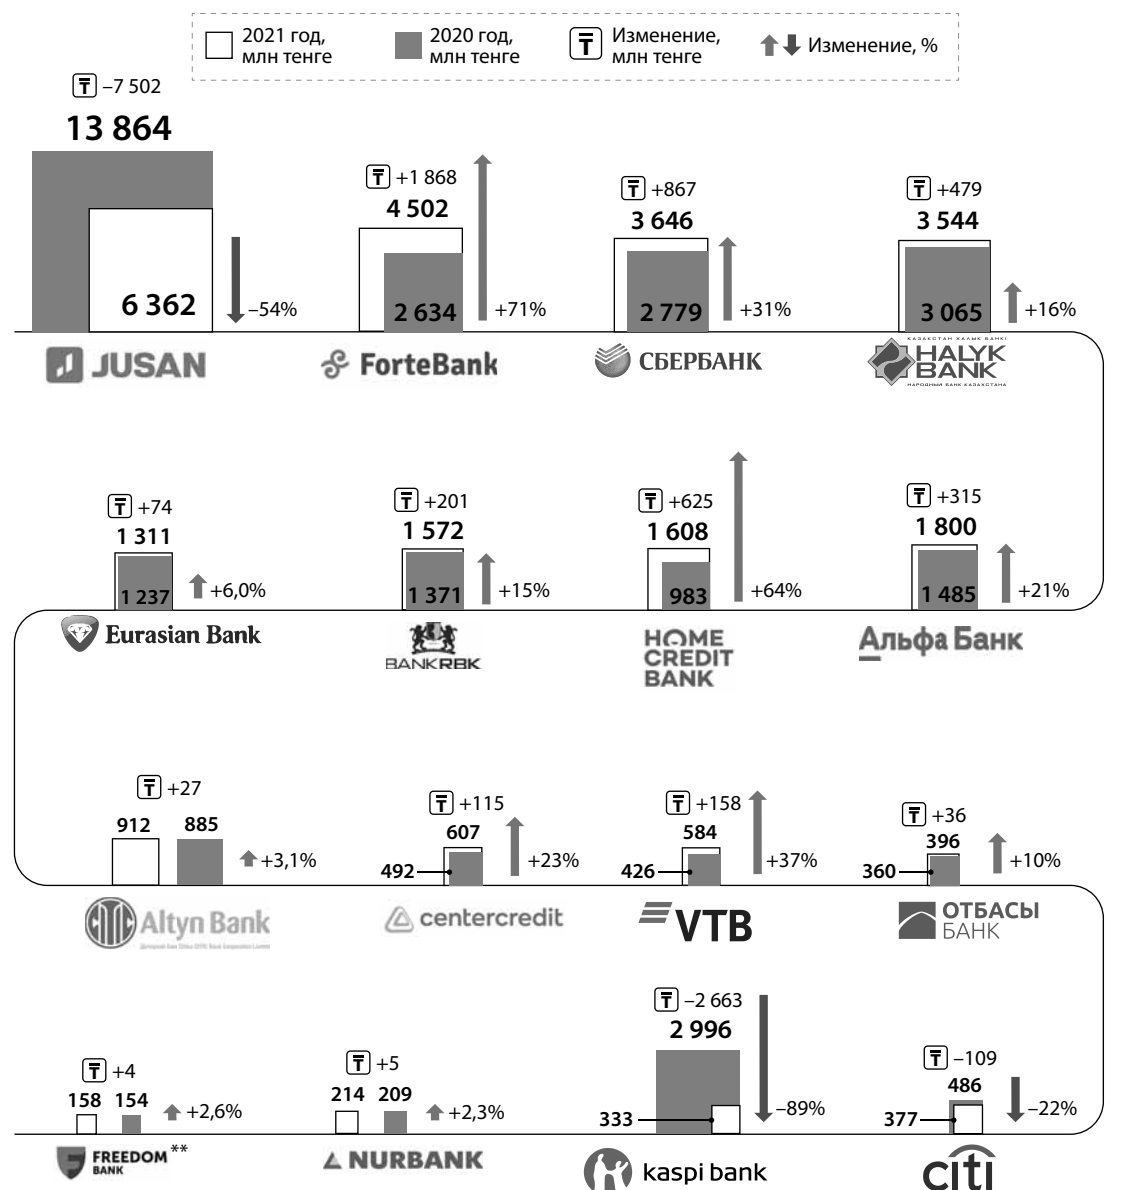 2021 год,
млн тенге
2020 год,
млн тенге
Изменение,
млн тенге
Изменение, %
–7 502
13 864
6 362
–54%
JUSAN
+1 868
4 502
2 634
+71%
ForteBank
+867
3 646
2 779
+31%
СБЕРБАНК
+479
3 544
3 065
+16%
ҚАЗАҚСТАН ХАЛЫҚ БАНКІ
HALYK
BANK
НАРОДНЫЙ БАНК КАЗАХСТАНА
+74
1 311
1 237
+6,0%
Eurasian Bank
+201
1 572
1 371
+15%
BANKRBK
+625
1 608
983
+64%
HOME
CREDIT
BANK
+315
1 800
1 485
+21%
Альфа Банк
+27
912
885
+3,1%
Altyn Bank
+115
607
492
+23%
centercredit
+158
584
426
+37%
VTB
+36
396
360
+10%
ОТБАСЫ
БАНК
+4
158
154
+2,6%
FREEDOM**
BANK
+5
214
209
+2,3%
NURBANK
–2 663
2 996
333
–89%
kaspi bank
–109
486
377
–22%
citi